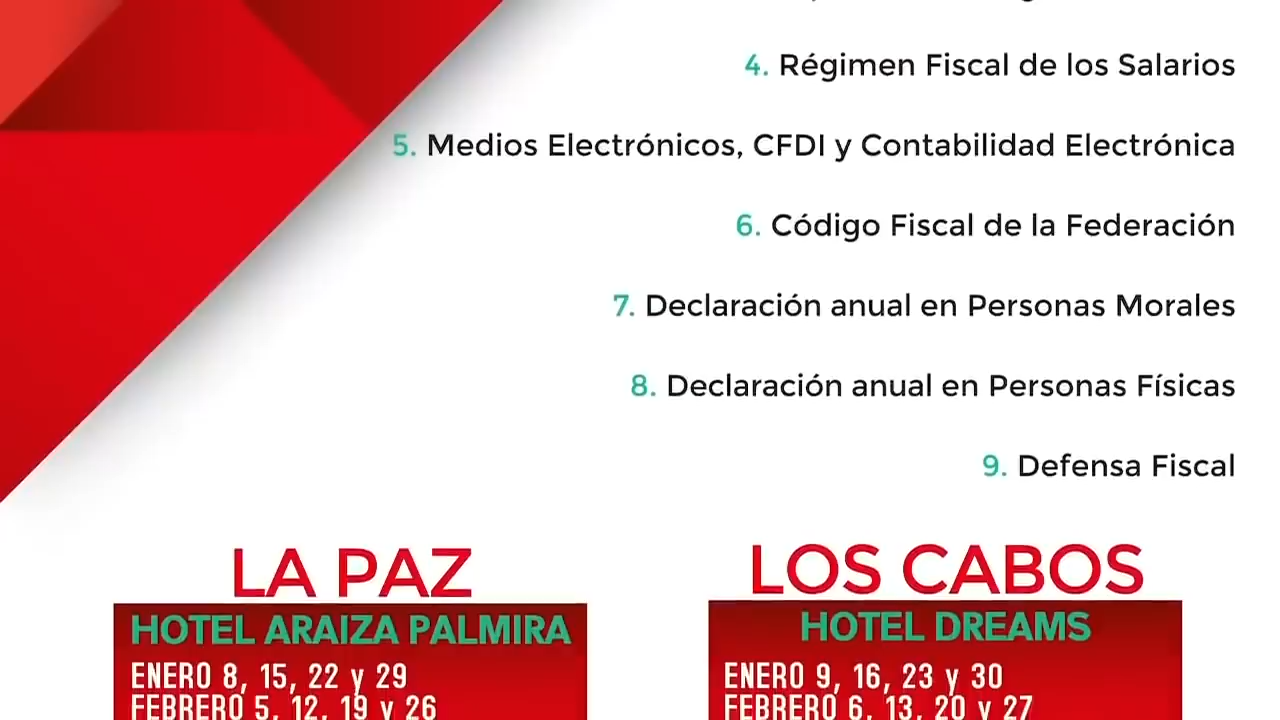 4. Régimen Fiscal de los Salarios
5. Medios Electrónicos, CFDI y Contabilidad Electrónica
6. Código Fiscal de la Federación
7. Declaración anual en Personas Morales
8. Declaración anual en Personas Físicas
9. Defensa Fiscal
LA PAZ
HOTEL ARAIZA PALMIRA
ENERO 8, 15, 22 y 29
FEBRERO 5, 12, 19 y 26
LOS CABOS
HOTEL DREAMS
ENERO 9, 16, 23 y 30
FEBRERO 6, 13, 20 y 27